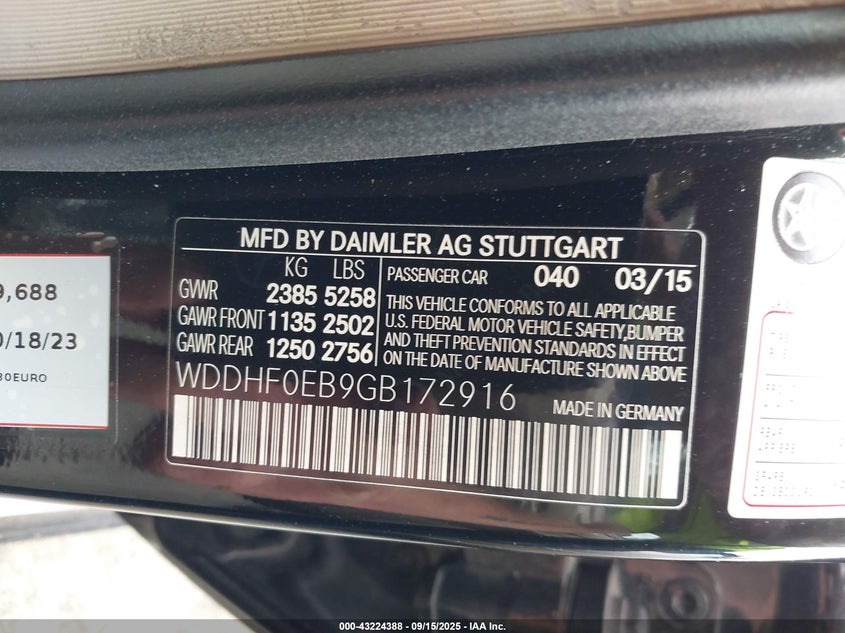 MFD BY DAIMLER AG STUTTGART
KG LBS
GVWR 2385 5258
GAWR FRONT 1135 2502
GAWR REAR 1250 2756
PASSENGER CAR 040 03/15
THIS VEHICLE CONFORMS TO ALL APPLICABLE
U.S. FEDERAL MOTOR VEHICLE SAFETY,BUMPER
AND THEFT PREVENTION STANDARDS IN EFFECT
ON THE DATE OF MANUFACTURE SHOWN ABOVE
WDDHF0EB9GB172916
MADE IN GERMANY
9,688
0/18/23
30EURO
000-43224388 - 09/15/2025 - IAA Inc.